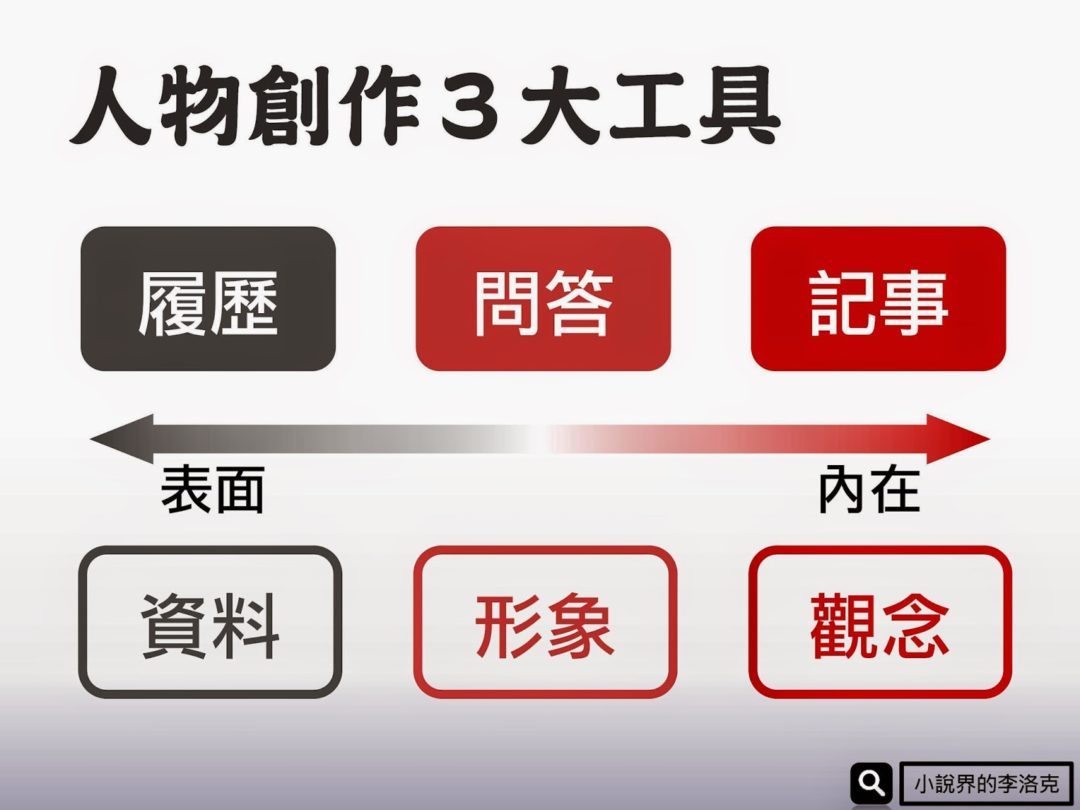 人物創作３大工具
履歷 問答 記事
表面 內在
資料 形象 觀念
小說界的李洛克